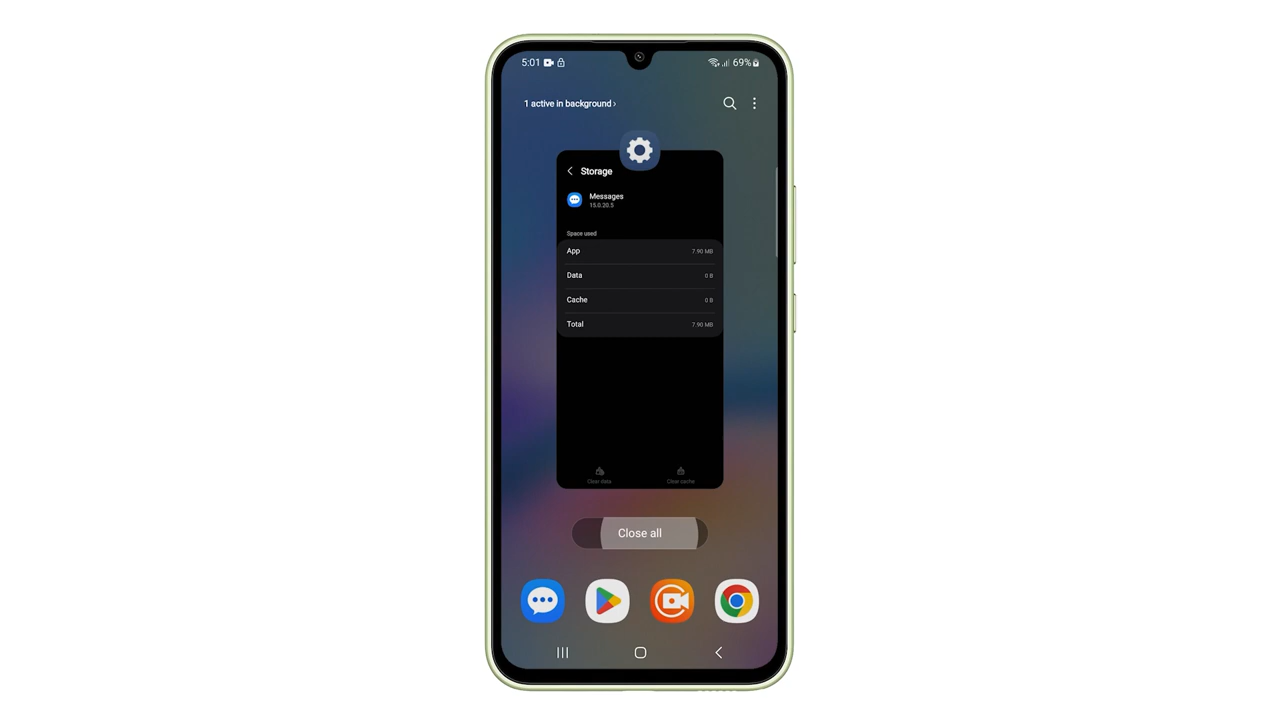 5:01 69%
1 active in background ›
Storage
Messages
15.0.20.5
Space used
App 7.90 MB
Data 0 B
Cache 0 B
Total 7.90 MB
Clear data Clear cache
Close all